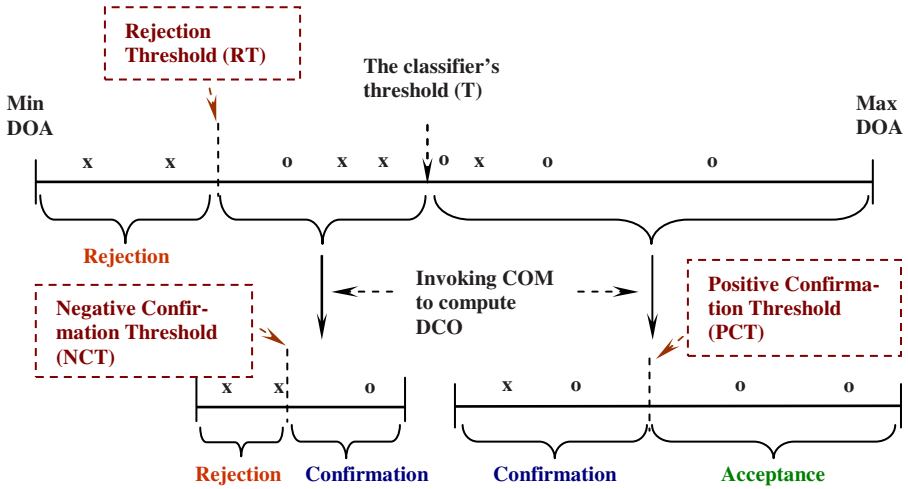 Rejection
Threshold (RT)
The classifier's
threshold (T)
Min
DOA
Max
DOA
x x o x x o x o o
Rejection
Invoking COM
to compute
DCO
Negative Confir-
mation Threshold
(NCT)
Positive Confirma-
tion Threshold
(PCT)
x x o x o o o
Rejection Confirmation Confirmation Acceptance